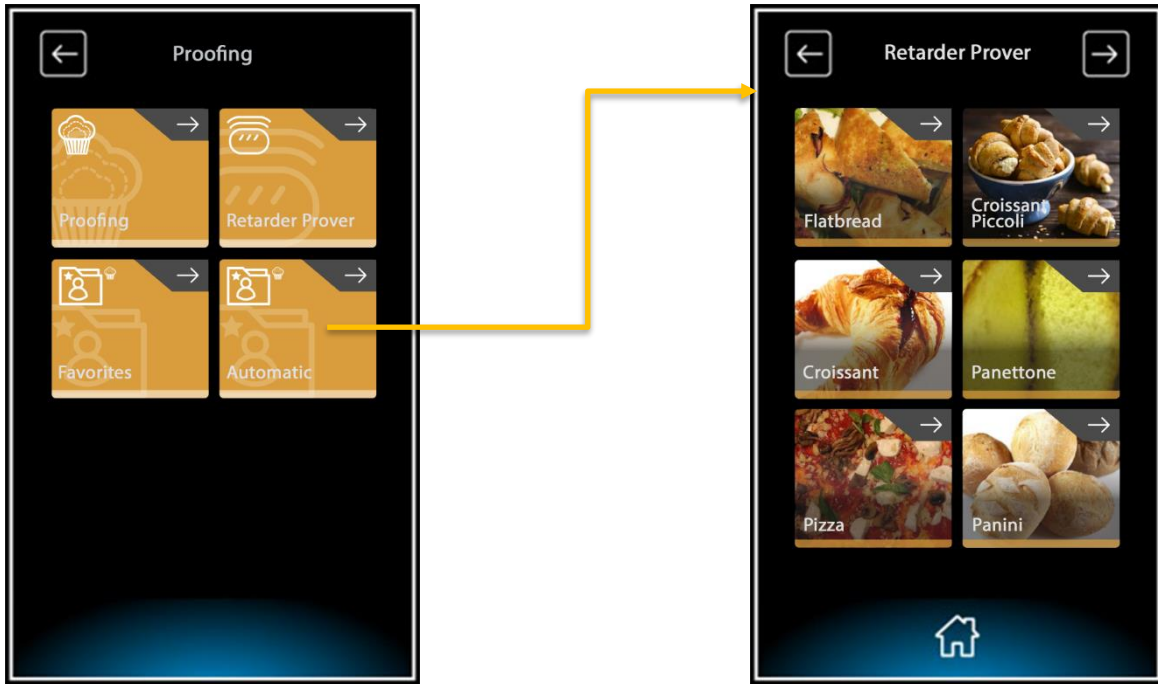 Proofing
Proofing
Retarder Prover
Favorites
Automatic
Retarder Prover
Flatbread
Croissant
Piccoli
Croissant
Panettone
Pizza
Panini